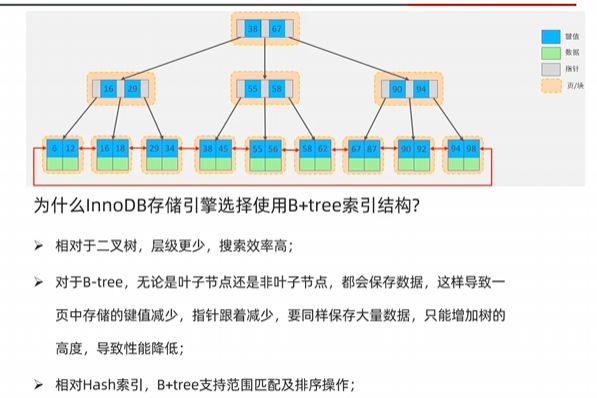 38 67
键值
数据
指针
页/块
16 29 55 58 90 94
6 12 16 18 29 34 38 45 55 56 58 62 67 87 90 92 94 98
为什么InnoDB存储引擎选择使用B+tree索引结构?
➢ 相对于二叉树，层级更少，搜索效率高；
➢ 对于B-tree，无论是叶子节点还是非叶子节点，都会保存数据，这样导致一
页中存储的键值减少，指针跟着减少，要同样保存大量数据，只能增加树的
高度，导致性能降低；
➢ 相对Hash索引，B+tree支持范围匹配及排序操作；